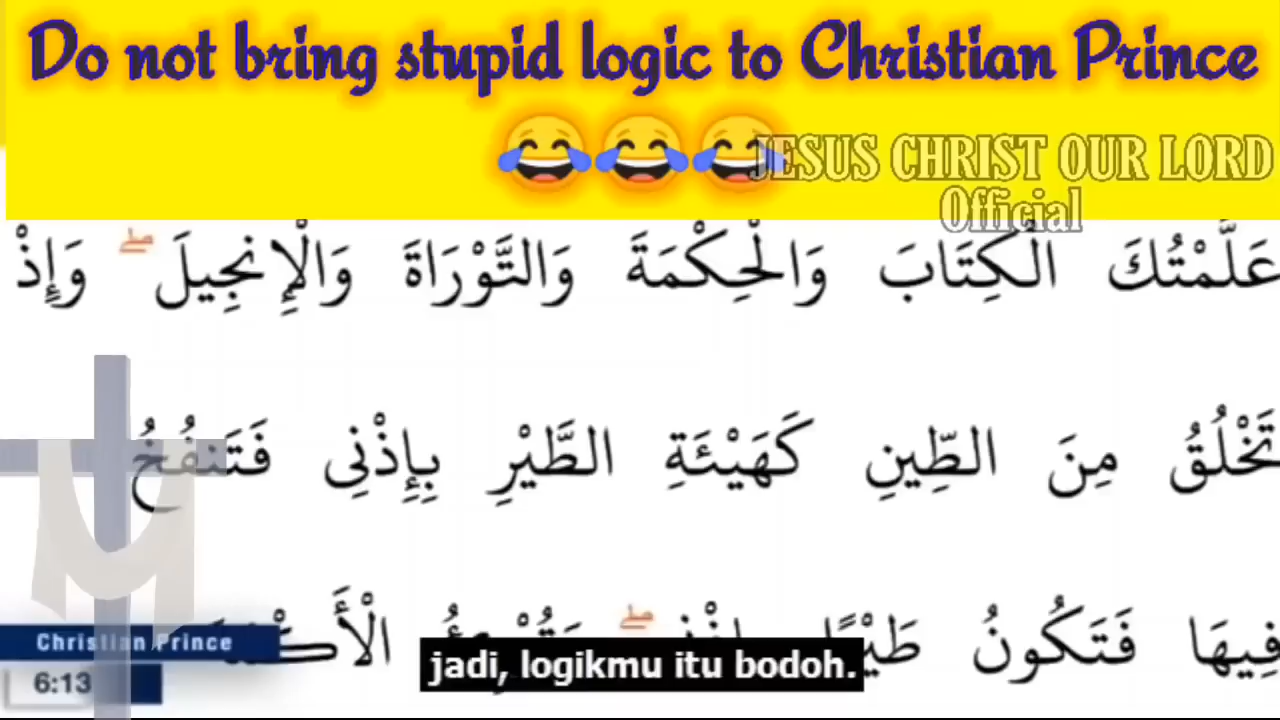 Do not bring stupid logic to Christian Prince
😂😂😂
JESUS CHRIST OUR LORD
Official
عَلَّمْتُكَ الْكِتَابَ وَالْحِكْمَةَ وَالتَّوْرَاةَ وَالْإِنجِيلَ ۖ وَإِذْ
تَخْلُقُ مِنَ الطِّينِ كَهَيْئَةِ الطَّيْرِ بِإِذْنِى فَتَنفُخُ
فِيهَا فَتَكُونُ طَيْرًا
Christian Prince
6:13
jadi, logikmu itu bodoh.